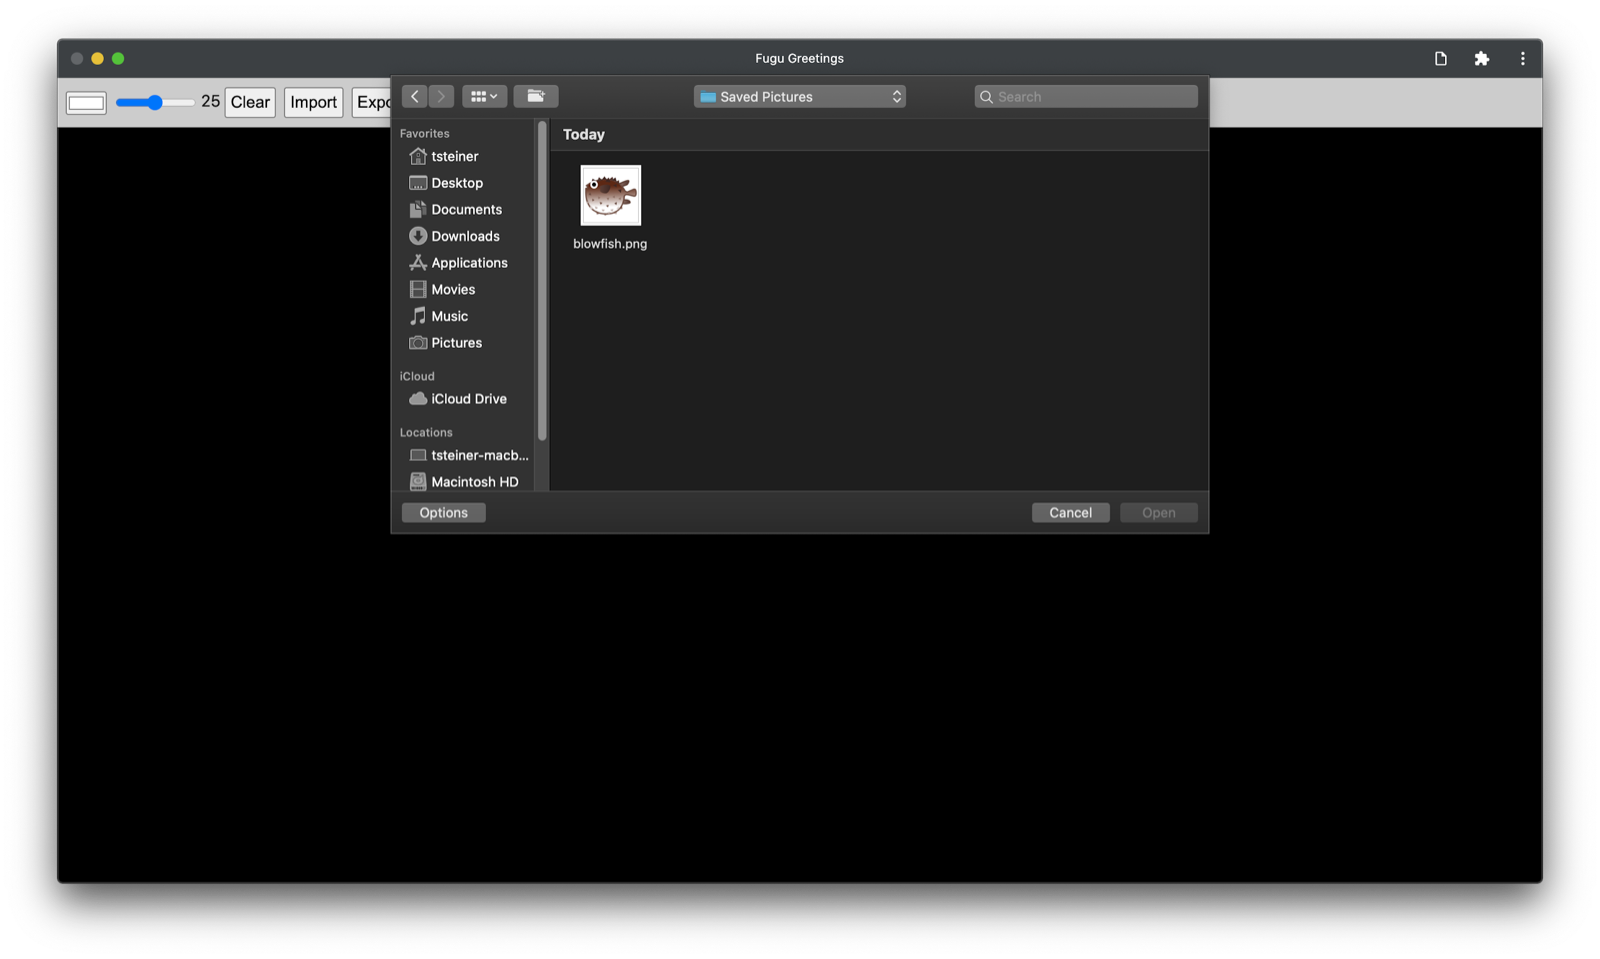 Fugu Greetings
25 Clear Import Expo
Saved Pictures
Search
Favorites
tsteiner
Desktop
Documents
Downloads
Applications
Movies
Music
Pictures
iCloud
iCloud Drive
Locations
tsteiner-macb...
Macintosh HD
Today
blowfish.png
Options
Cancel
Open